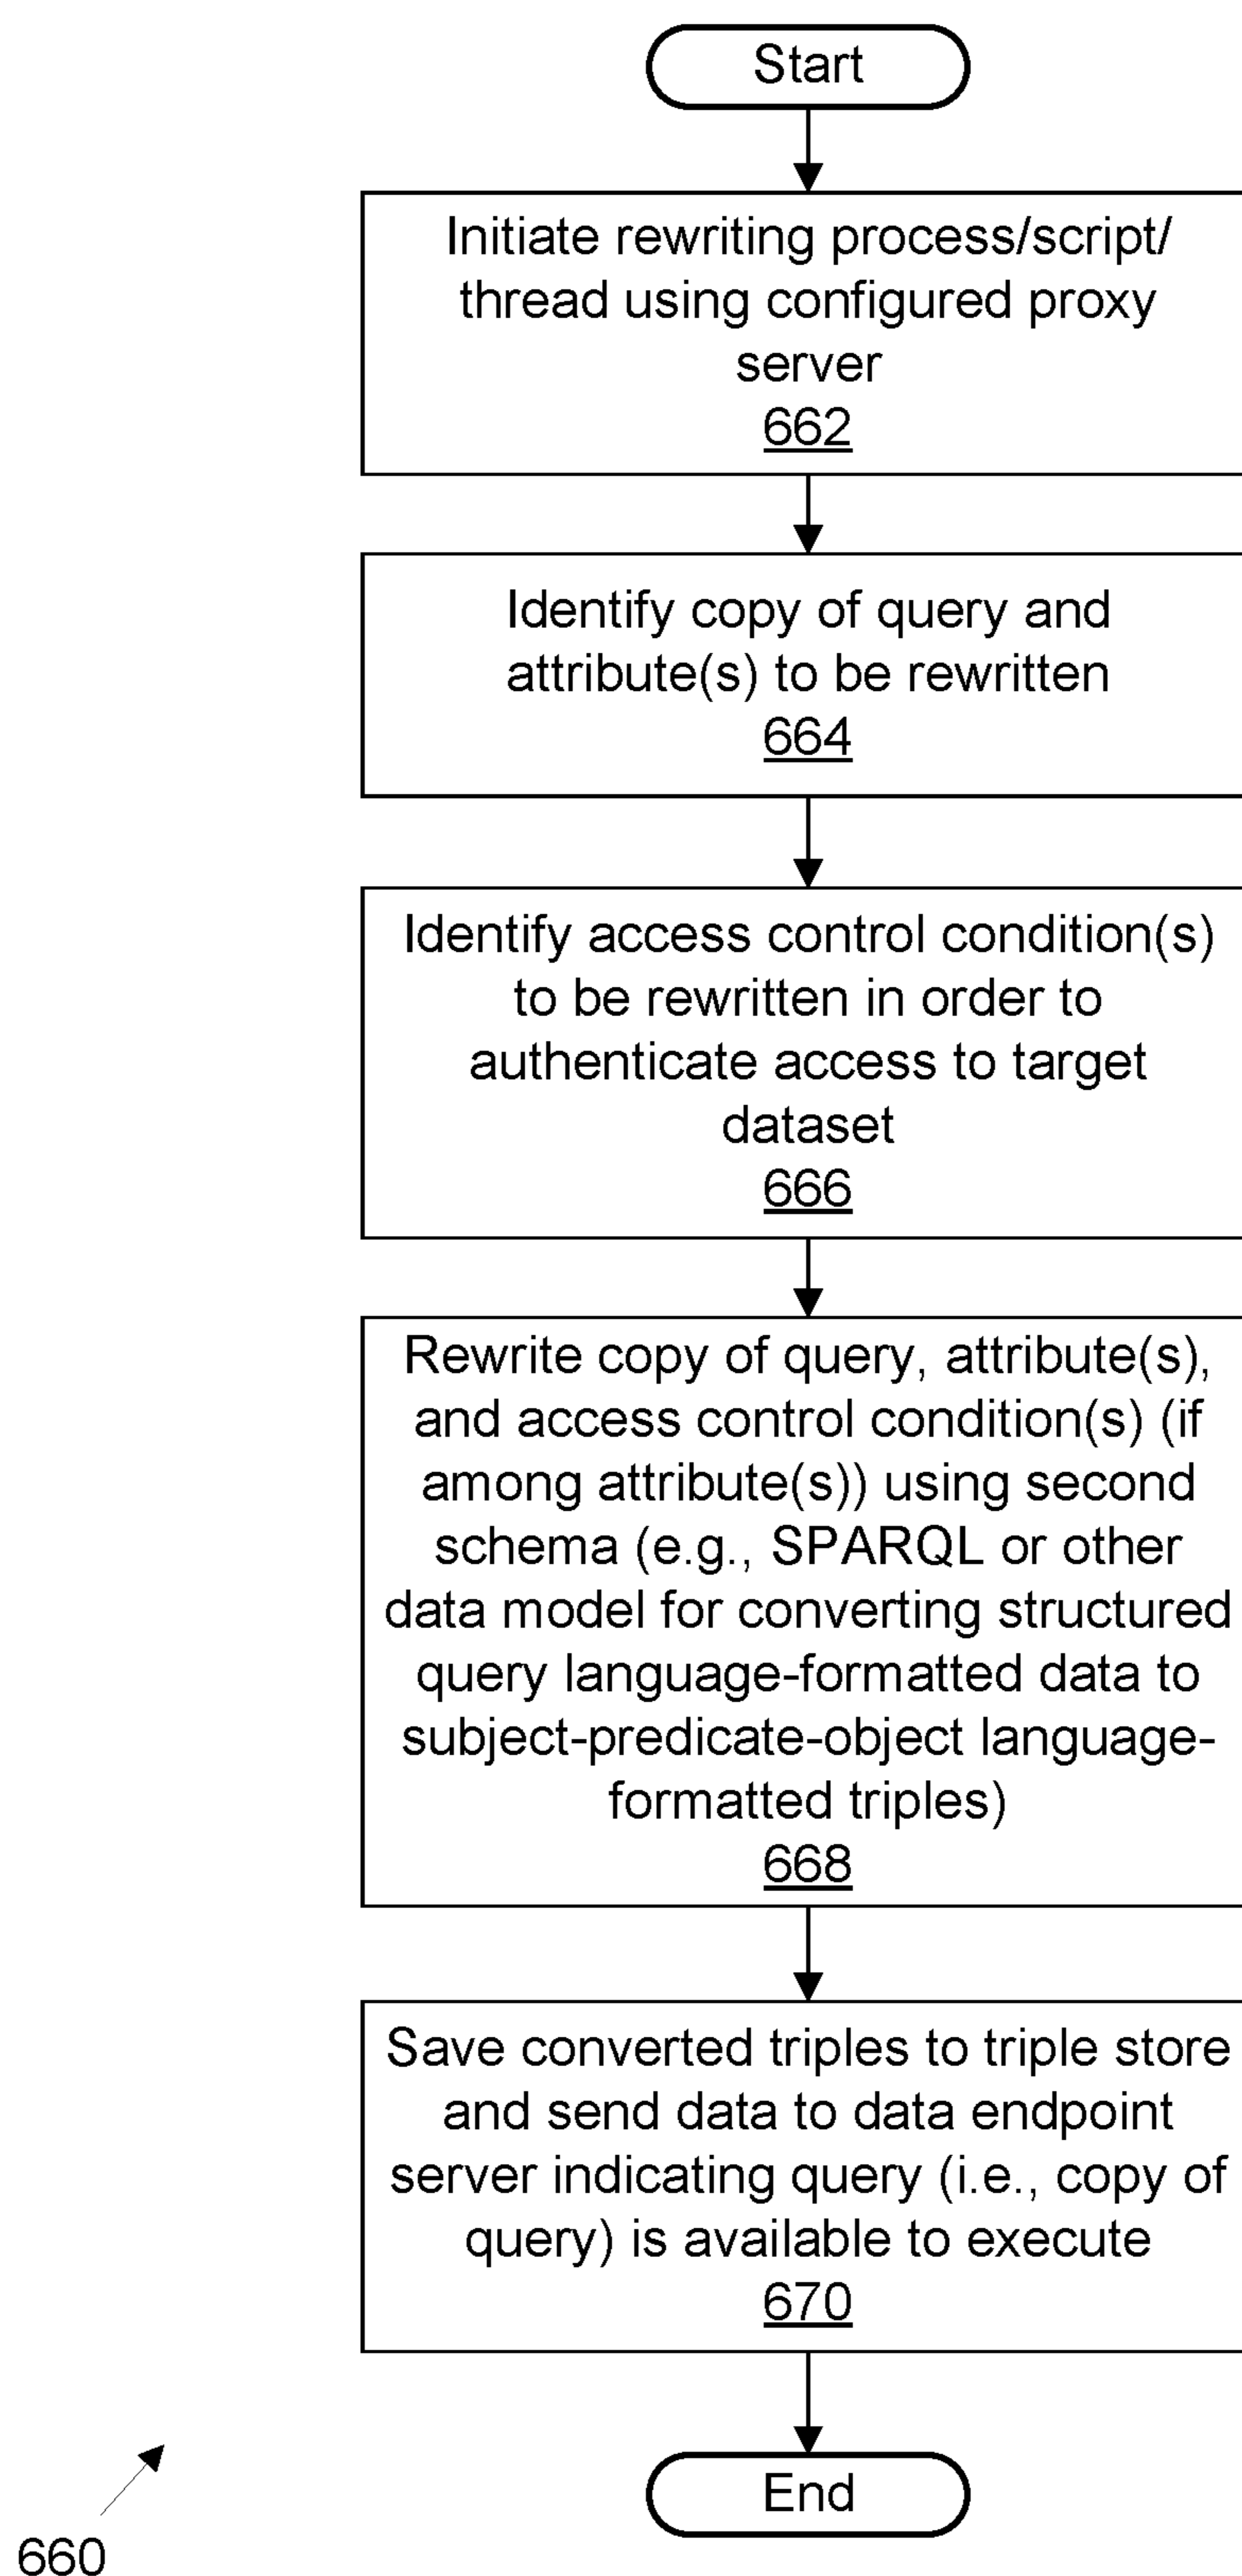 Start
Initiate rewriting process/script/
thread using configured proxy
server
662
Identify copy of query and
attribute(s) to be rewritten
664
Identify access control condition(s)
to be rewritten in order to
authenticate access to target
dataset
666
Rewrite copy of query, attribute(s),
and access control condition(s) (if
among attribute(s)) using second
schema (e.g., SPARQL or other
data model for converting structured
query language-formatted data to
subject-predicate-object language-
formatted triples)
668
Save converted triples to triple store
and send data to data endpoint
server indicating query (i.e., copy of
query) is available to execute
670
End
660